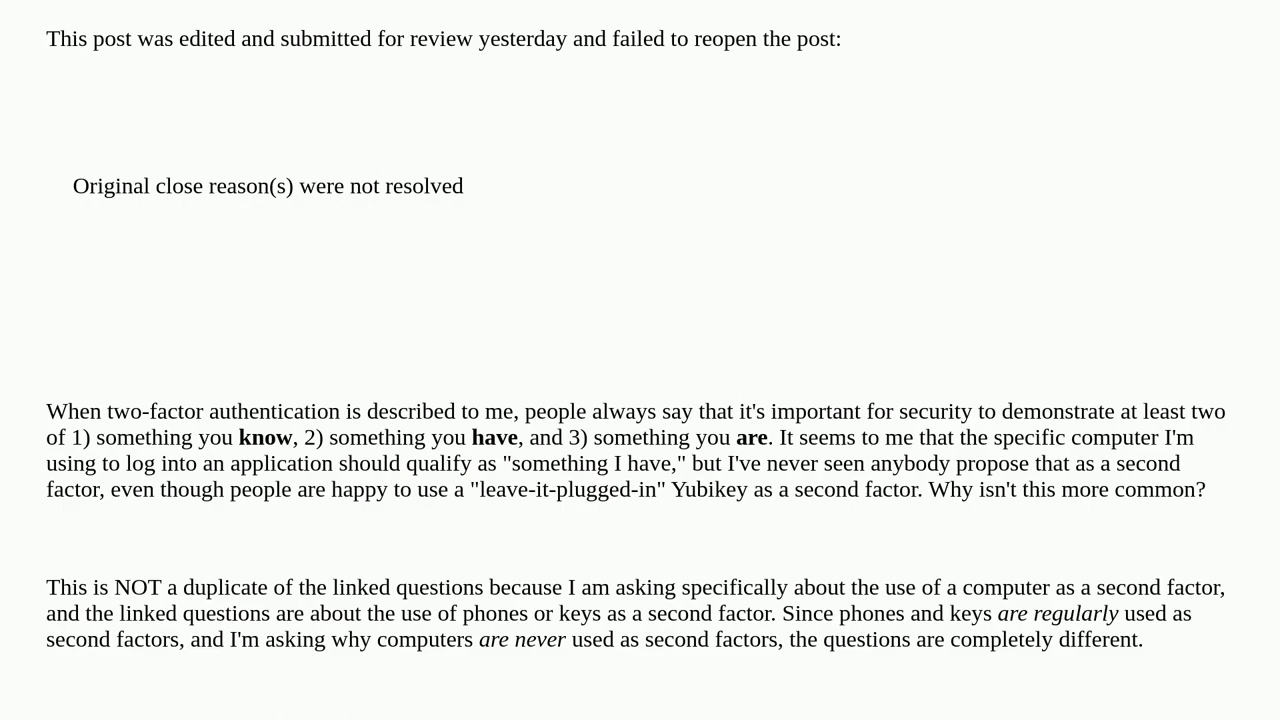 This post was edited and submitted for review yesterday and failed to reopen the post:
Original close reason(s) were not resolved
When two-factor authentication is described to me, people always say that it's important for security to demonstrate at least two
of 1) something you know, 2) something you have, and 3) something you are. It seems to me that the specific computer I'm
using to log into an application should qualify as "something I have," but I've never seen anybody propose that as a second
factor, even though people are happy to use a "leave-it-plugged-in" Yubikey as a second factor. Why isn't this more common?
This is NOT a duplicate of the linked questions because I am asking specifically about the use of a computer as a second factor,
and the linked questions are about the use of phones or keys as a second factor. Since phones and keys are regularly used as
second factors, and I'm asking why computers are never used as second factors, the questions are completely different.